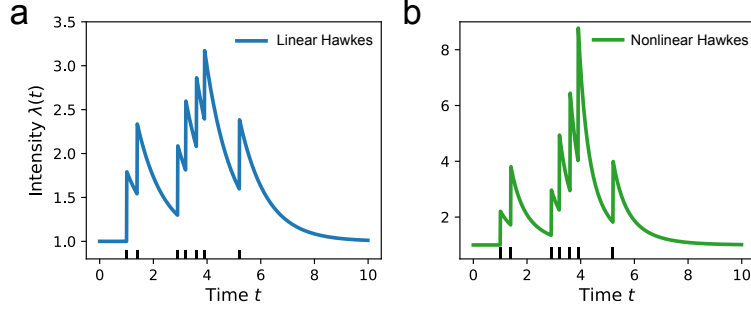 a
Linear Hawkes
Intensity λ(t)
3.5
3.0
2.5
2.0
1.5
1.0
0 2 4 6 8 10
Time t
b
Nonlinear Hawkes
8
6
4
2
0 2 4 6 8 10
Time t